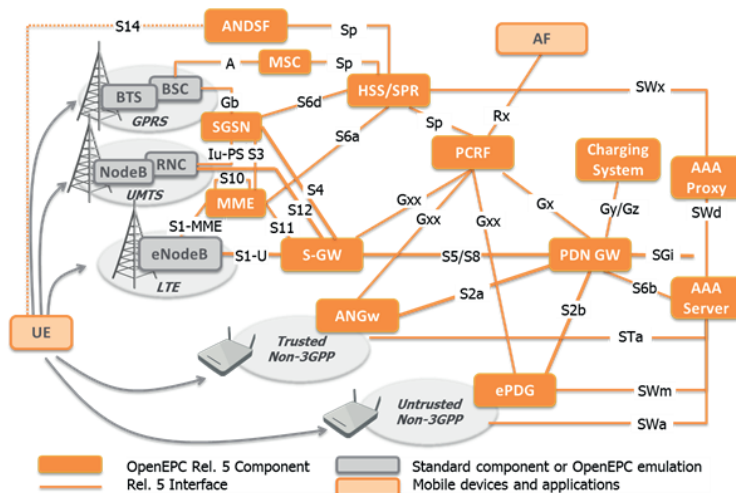 S14
ANDSF
Sp
AF
A
MSC
Sp
BSC
BTS
GPRS
Gb
HSS/SPR
SWx
S6d
Sp
Rx
SGSN
S6a
PCRF
Charging
System
Iu-PS
S3
RNC
NodeB
UMTS
AAA
Proxy
S10
S4
MME
S12
Gxx
Gxx
Gxx
Gx
Gy/Gz
SWd
S1-MME
S11
eNodeB
LTE
S1-U
S-GW
S5/S8
PDN GW
SGi
S6b
AAA
Server
S2a
S2b
ANGw
UE
Trusted
Non-3GPP
STa
ePDG
SWm
Untrusted
Non-3GPP
SWa
OpenEPC Rel. 5 Component
Rel. 5 Interface
Standard component or OpenEPC emulation
Mobile devices and applications